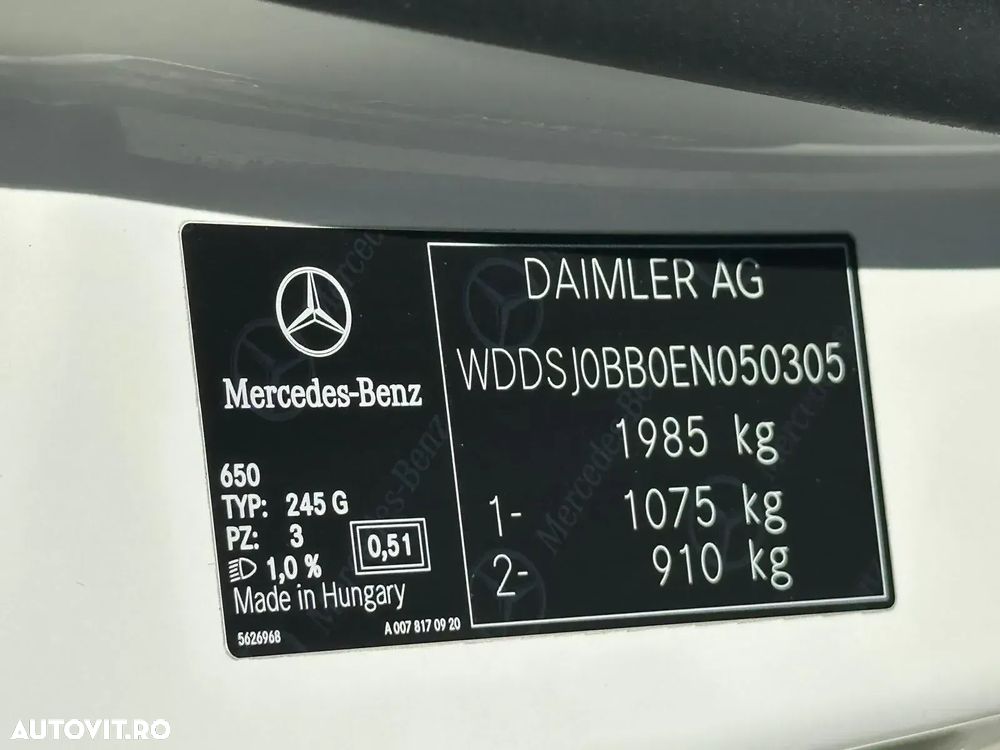 Mercedes-Benz
650
TYP: 245 G
PZ: 3
0,51
1,0 %
Made in Hungary
5626968
A 007 817 09 20
DAIMLER AG
WDDSJ0BB0EN050305
1985 kg
1- 1075 kg
2- 910 kg
AUTOVIT.RO